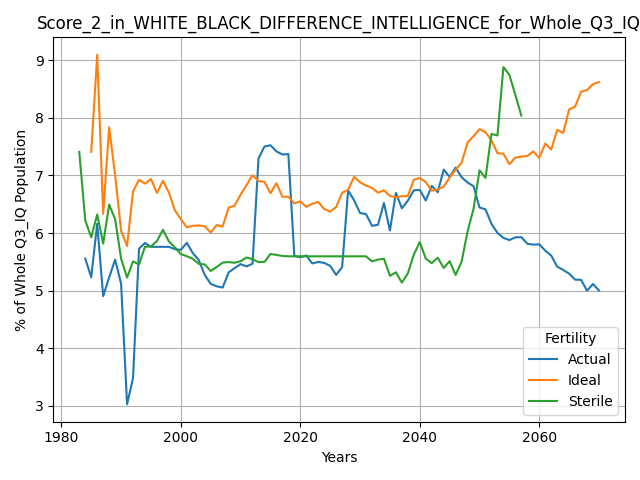 Score_2_in_WHITE_BLACK_DIFFERENCE_INTELLIGENCE_for_Whole_Q3_IQ
% of Whole Q3_IQ Population
9
8
7
6
5
4
3
1980
2000
2020
2040
2060
Years
Fertility
Actual
Ideal
Sterile